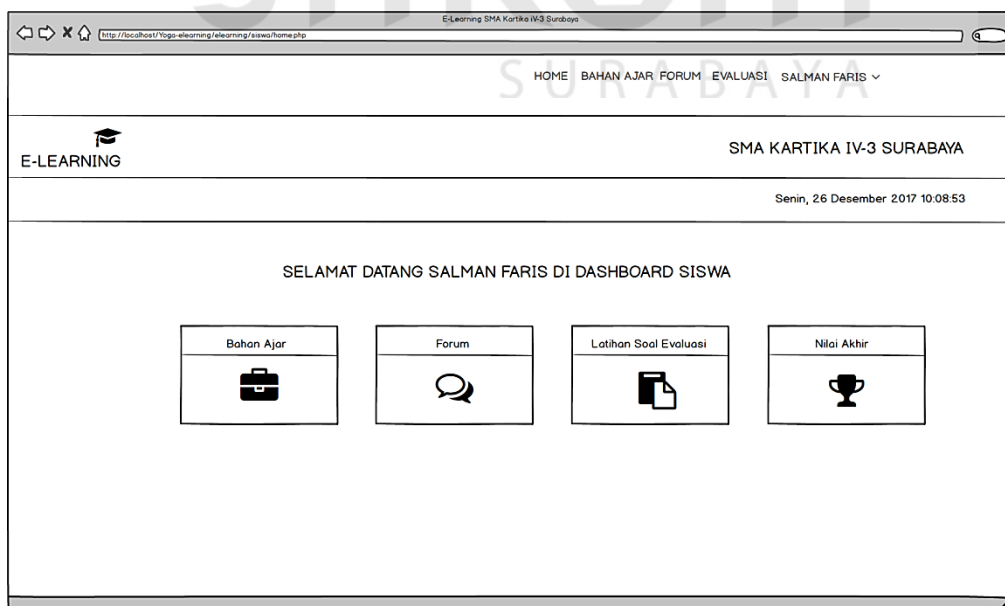 E-Learning SMA Kartika iV-3 Surabaya
http://localhost/Yoga-elearning/elearning/siswa/home.php
SURABAYA
HOME BAHAN AJAR FORUM EVALUASI SALMAN FARIS
E-LEARNING
SMA KARTIKA IV-3 SURABAYA
Senin, 26 Desember 2017 10:08:53
SELAMAT DATANG SALMAN FARIS DI DASHBOARD SISWA
Bahan Ajar Forum Latihan Soal Evaluasi Nilai Akhir